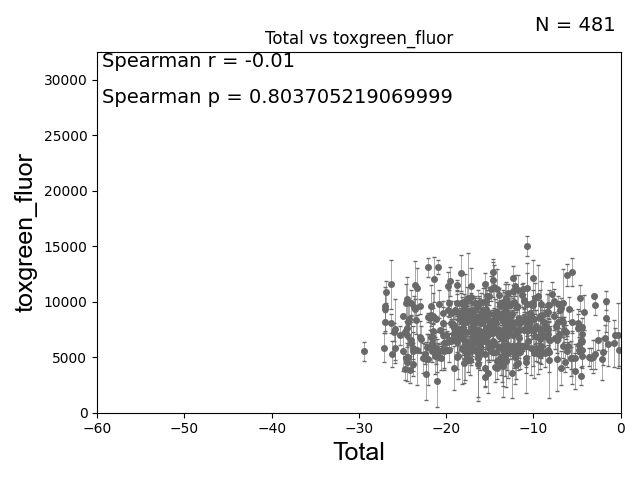 N = 481
Total vs toxgreen_fluor
Spearman r = -0.01
Spearman p = 0.803705219069999
30000
25000
20000
15000
10000
5000
0
toxgreen_fluor
−60 −50 −40 −30 −20 −10 0
Total